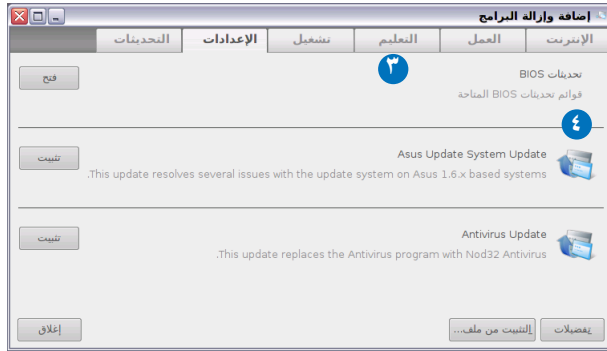 إضافة وإزالة البرامج
الإنترنت العمل التعليم تشغيل الإعدادات التحديثات
٣
تحديثات BIOS
فتح
قوائم تحديثات BIOS المتاحة
٤
Asus Update System Update
تثبيت
This update resolves several issues with the update system on Asus 1.6.x based systems.
Antivirus Update
تثبيت
This update replaces the Antivirus program with Nod32 Antivirus.
تفضيلات التثبيت من ملف... إغلاق